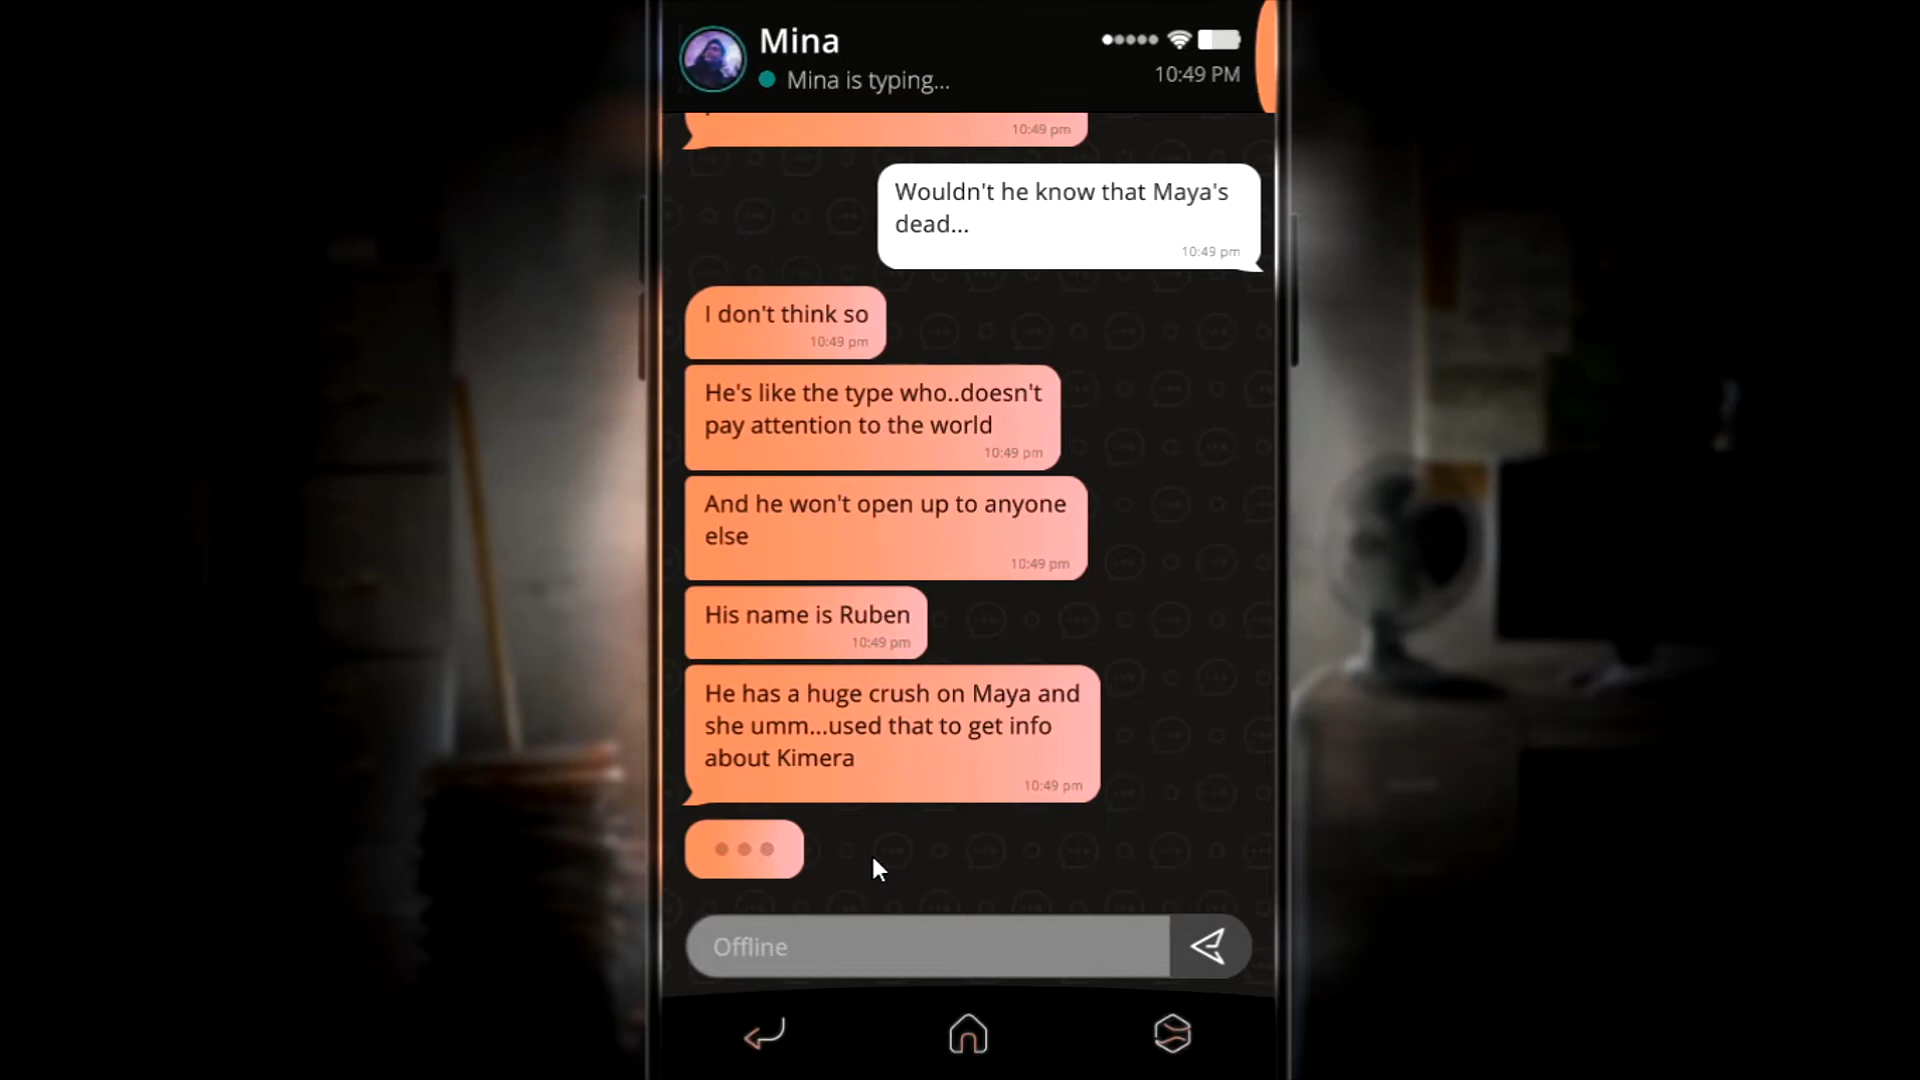 Mina
Mina is typing...
10:49 PM
10:49 pm
Wouldn't he know that Maya's
dead...
10:49 pm
I don't think so
10:49 pm
He's like the type who..doesn't
pay attention to the world
10:49 pm
And he won't open up to anyone
else
10:49 pm
His name is Ruben
10:49 pm
He has a huge crush on Maya and
she umm...used that to get info
about Kimera
10:49 pm
Offline